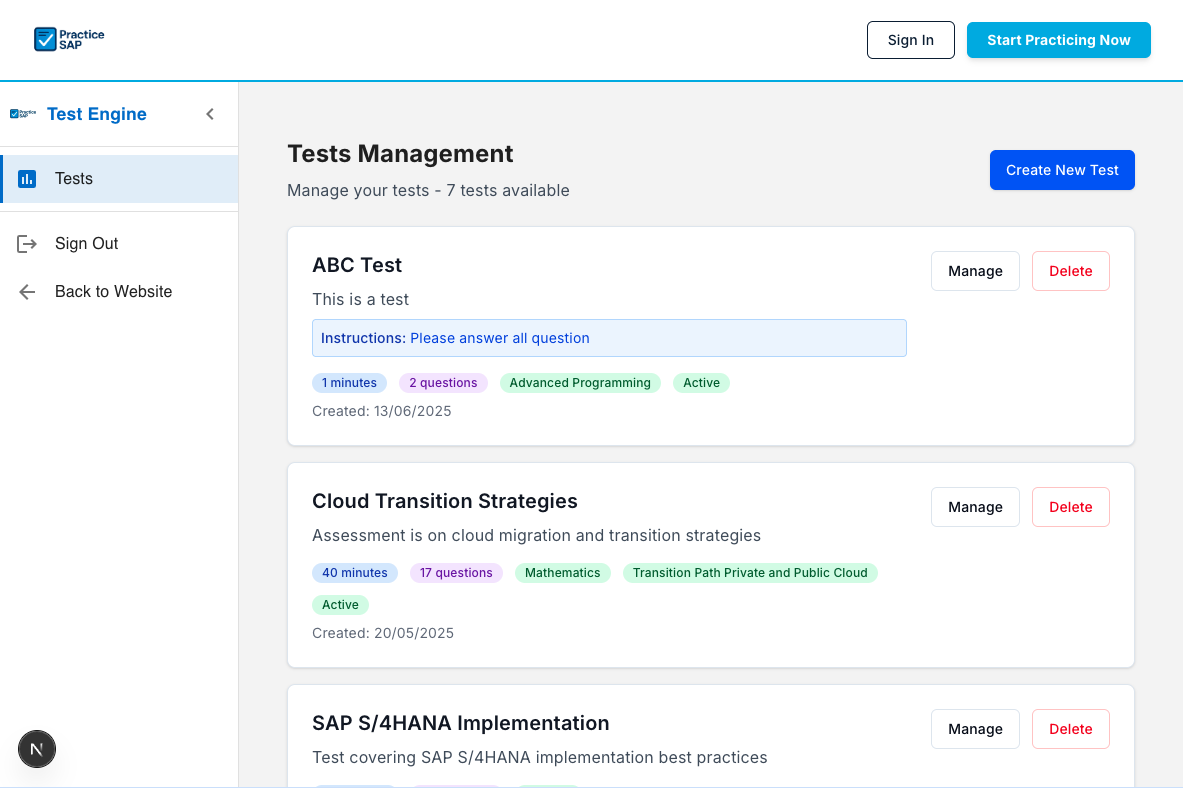 Practice
SAP
Sign In
Start Practicing Now
Practice
SAP
Test Engine
Tests
Sign Out
Back to Website
Tests Management
Manage your tests - 7 tests available
Create New Test
ABC Test
This is a test
Instructions: Please answer all question
1 minutes 2 questions Advanced Programming Active
Created: 13/06/2025
Manage Delete
Cloud Transition Strategies
Assessment is on cloud migration and transition strategies
40 minutes 17 questions Mathematics Transition Path Private and Public Cloud
Active
Created: 20/05/2025
Manage Delete
SAP S/4HANA Implementation
Test covering SAP S/4HANA implementation best practices
Manage Delete
N